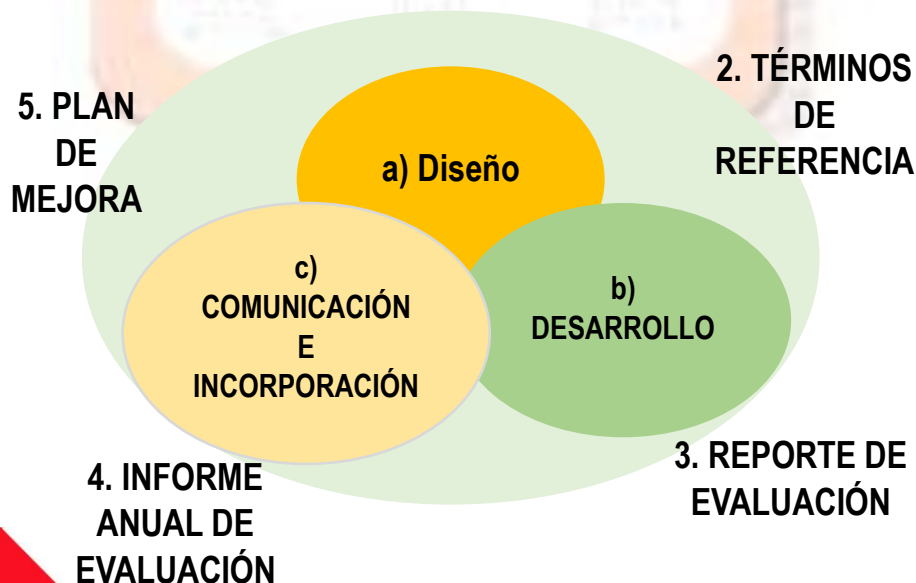 5. PLAN
DE
MEJORA
2. TÉRMINOS
DE
REFERENCIA
a) Diseño
c)
COMUNICACIÓN
E
INCORPORACIÓN
b)
DESARROLLO
4. INFORME
ANUAL DE
EVALUACIÓN
3. REPORTE DE
EVALUACIÓN